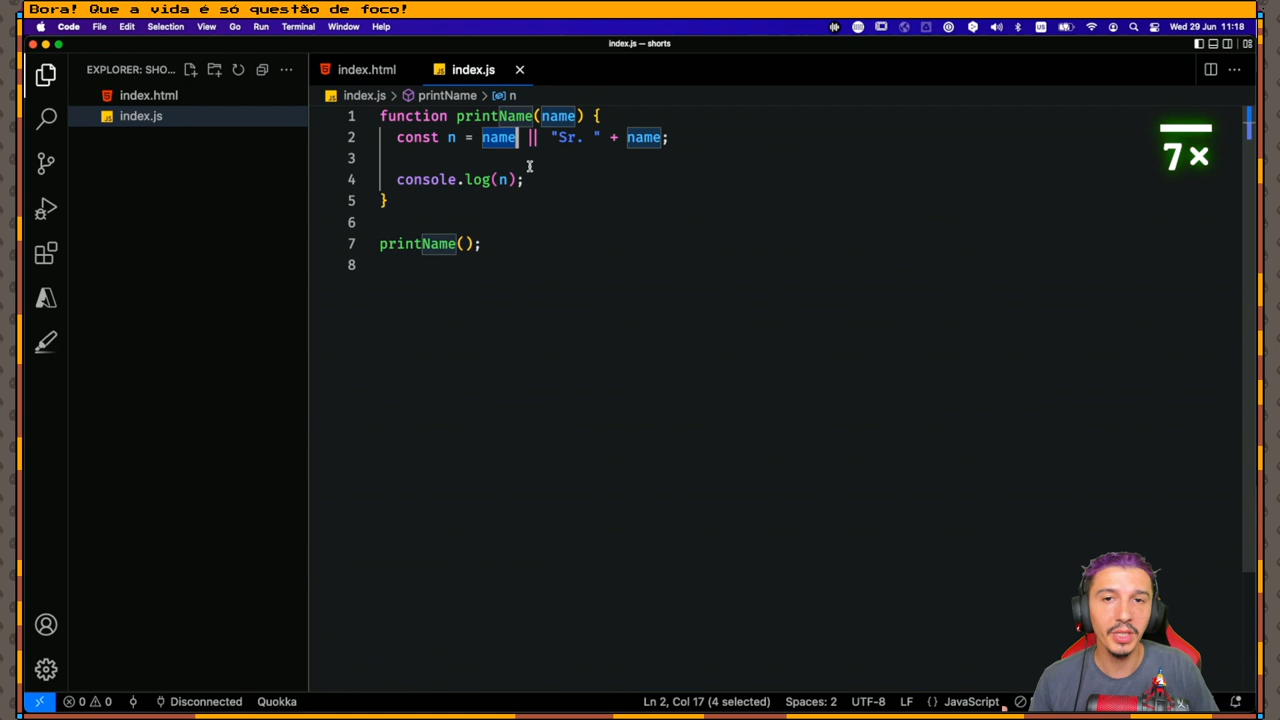 Bora! Que a vida é só questão de foco!
Code File Edit Selection View Go Run Terminal Window Help
US
Wed 29 Jun 11:18
index.js — shorts
EXPLORER: SHO...
index.html
index.js
index.html
index.js
index.js > printName > n
1 function printName(name) {
2 const n = name || "Sr. " + name;
3
4 console.log(n);
5 }
6
7 printName();
8
7×
Disconnected
Quokka
0 0
Ln 2, Col 17 (4 selected)
Spaces: 2
UTF-8
LF
{ } JavaScript